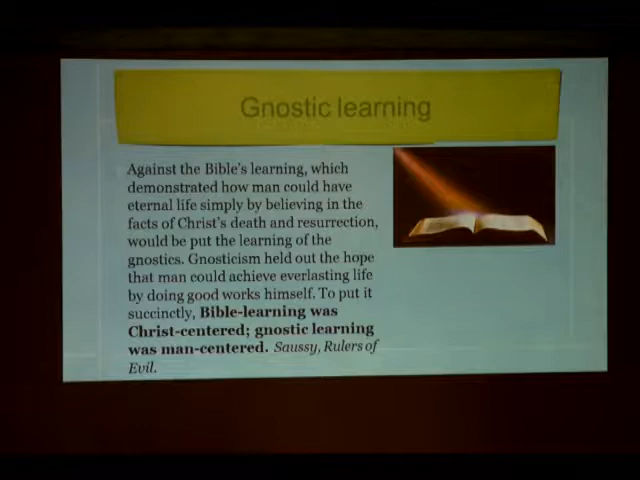 Gnostic learning
Against the Bible's learning, which
demonstrated how man could have
eternal life simply by believing in the
facts of Christ's death and resurrection,
would be put the learning of the
gnostics. Gnosticism held out the hope
that man could achieve everlasting life
by doing good works himself. To put it
succinctly, Bible-learning was
Christ-centered; gnostic learning
was man-centered. Saussy, Rulers of
Evil.